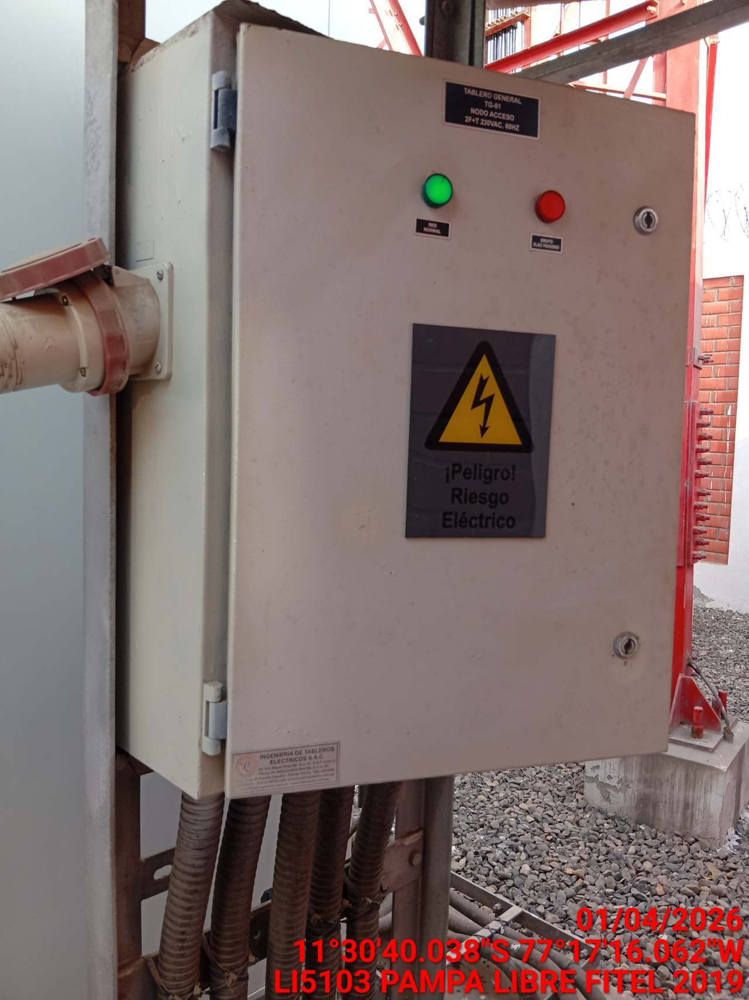 TABLERO GENERAL
TG-01
NODO ACCESO
2F+T 220VAC, 60HZ
RED
NORMAL
GRUPO
ELECTROGENO
¡Peligro!
Riesgo
Eléctrico
INGENIERIA DE TABLEROS
ELECTRICOS S.A.C.
01/04/2026
11°30'40.038"S 77°17'16.062"W
LI5103 PAMPA LIBRE FITEL 2019